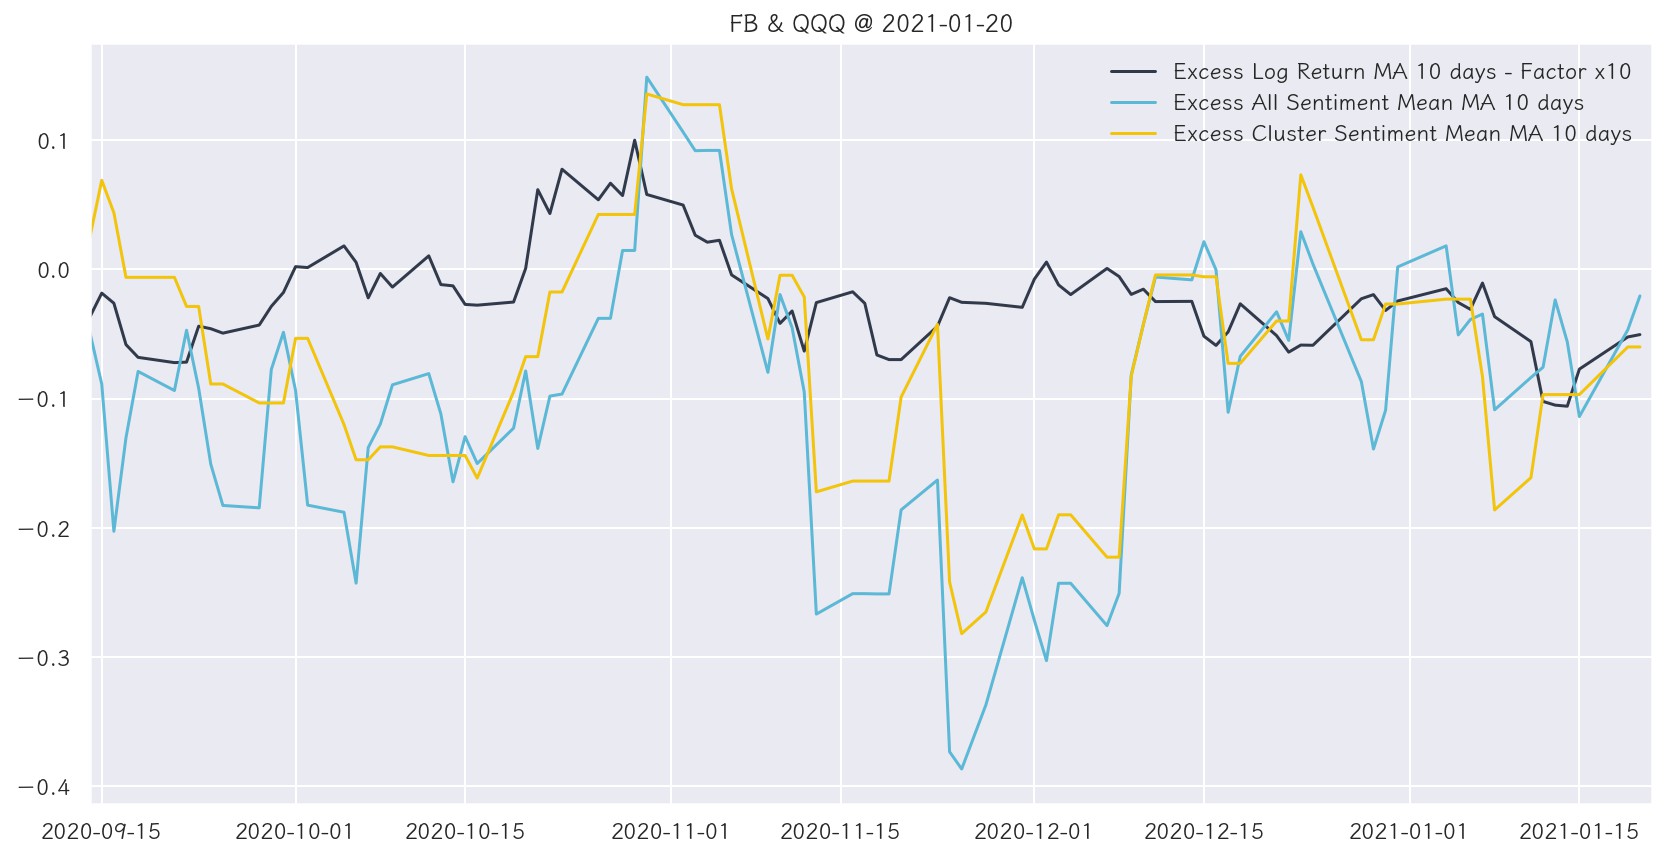 FB & QQQ @ 2021-01-20
Excess Log Return MA 10 days - Factor x10
Excess All Sentiment Mean MA 10 days
Excess Cluster Sentiment Mean MA 10 days
0.1
0.0
−0.1
−0.2
−0.3
−0.4
2020-09-15 2020-10-01 2020-10-15 2020-11-01 2020-11-15 2020-12-01 2020-12-15 2021-01-01 2021-01-15